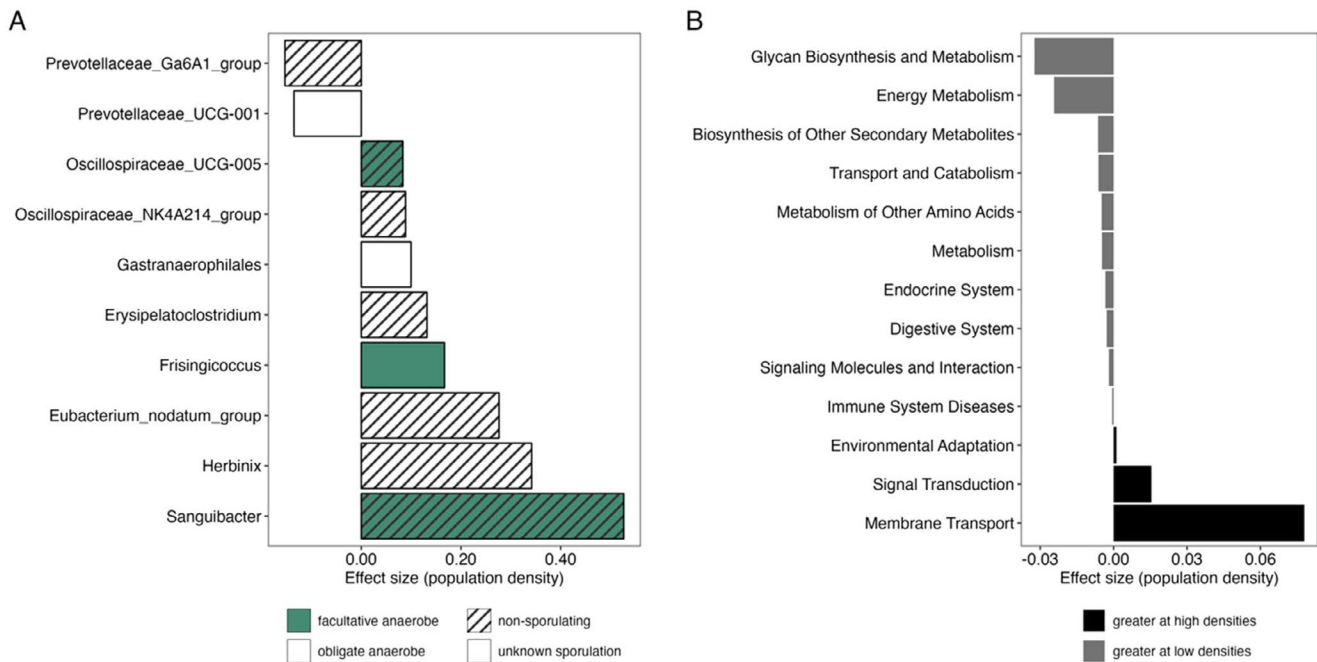 A
Prevotellaceae_Ga6A1_group
Prevotellaceae_UCG-001
Oscillospiraceae_UCG-005
Oscillospiraceae_NK4A214_group
Gastranaerophilales
Erysipelatoclostridium
Frisingicoccus
Eubacterium_nodatum_group
Herbinix
Sanguibacter
0.00 0.20 0.40
Effect size (population density)
facultative anaerobe non-sporulating
obligate anaerobe unknown sporulation
B
Glycan Biosynthesis and Metabolism
Energy Metabolism
Biosynthesis of Other Secondary Metabolites
Transport and Catabolism
Metabolism of Other Amino Acids
Metabolism
Endocrine System
Digestive System
Signaling Molecules and Interaction
Immune System Diseases
Environmental Adaptation
Signal Transduction
Membrane Transport
-0.03 0.00 0.03 0.06
Effect size (population density)
greater at high densities
greater at low densities